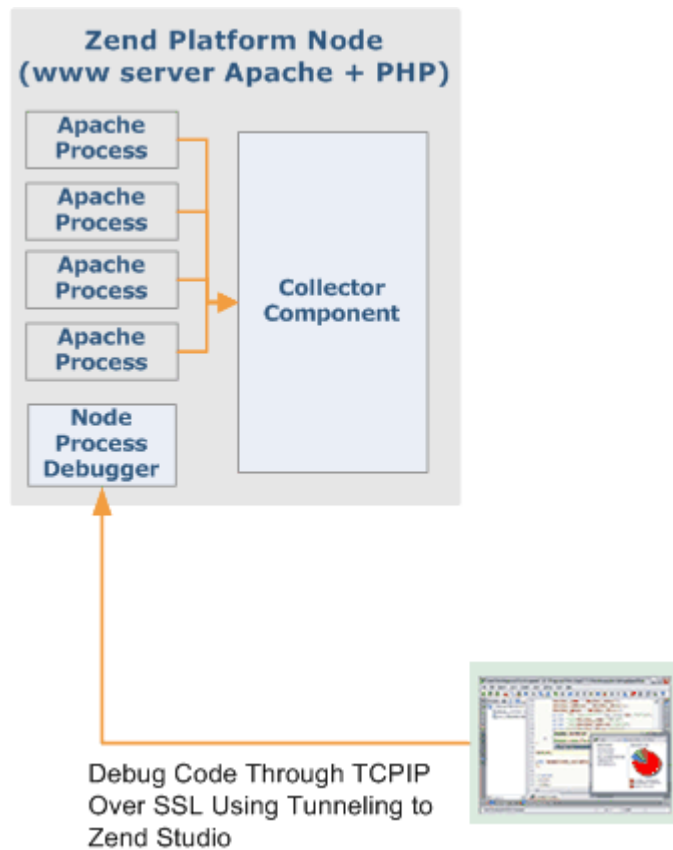 Zend Platform Node
(www server Apache + PHP)
Apache
Process
Apache
Process
Apache
Process
Apache
Process
Collector
Component
Node
Process
Debugger
Debug Code Through TCPIP
Over SSL Using Tunneling to
Zend Studio